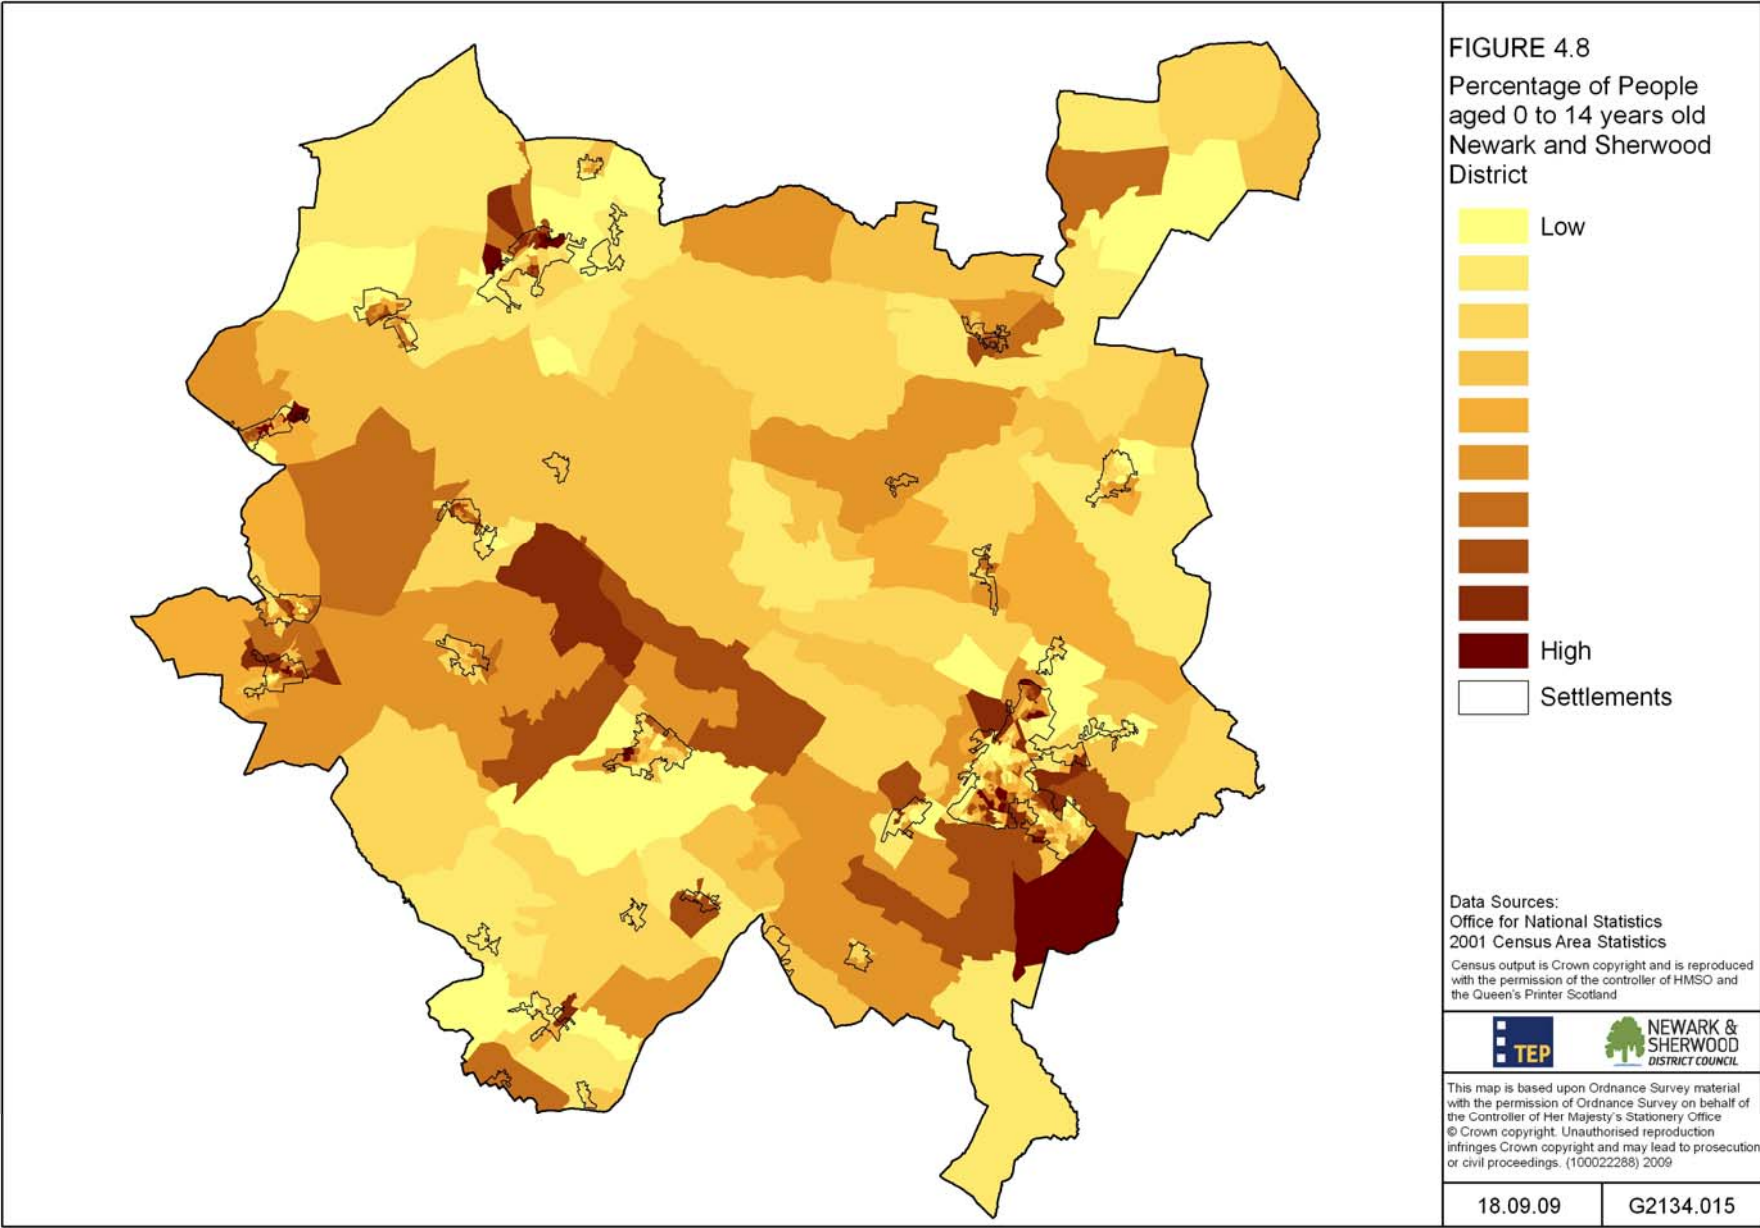 FIGURE 4.8
Percentage of People
aged 0 to 14 years old
Newark and Sherwood
District
Low
High
Settlements
Data Sources:
Office for National Statistics
2001 Census Area Statistics
Census output is Crown copyright and is reproduced
with the permission of the controller of HMSO and
the Queen's Printer Scotland
TEP
NEWARK &
SHERWOOD
DISTRICT COUNCIL
This map is based upon Ordnance Survey material
with the permission of Ordnance Survey on behalf of
the Controller of Her Majesty's Stationery Office
© Crown copyright. Unauthorised reproduction
infringes Crown copyright and may lead to prosecution
or civil proceedings. (100022288) 2009
18.09.09
G2134.015